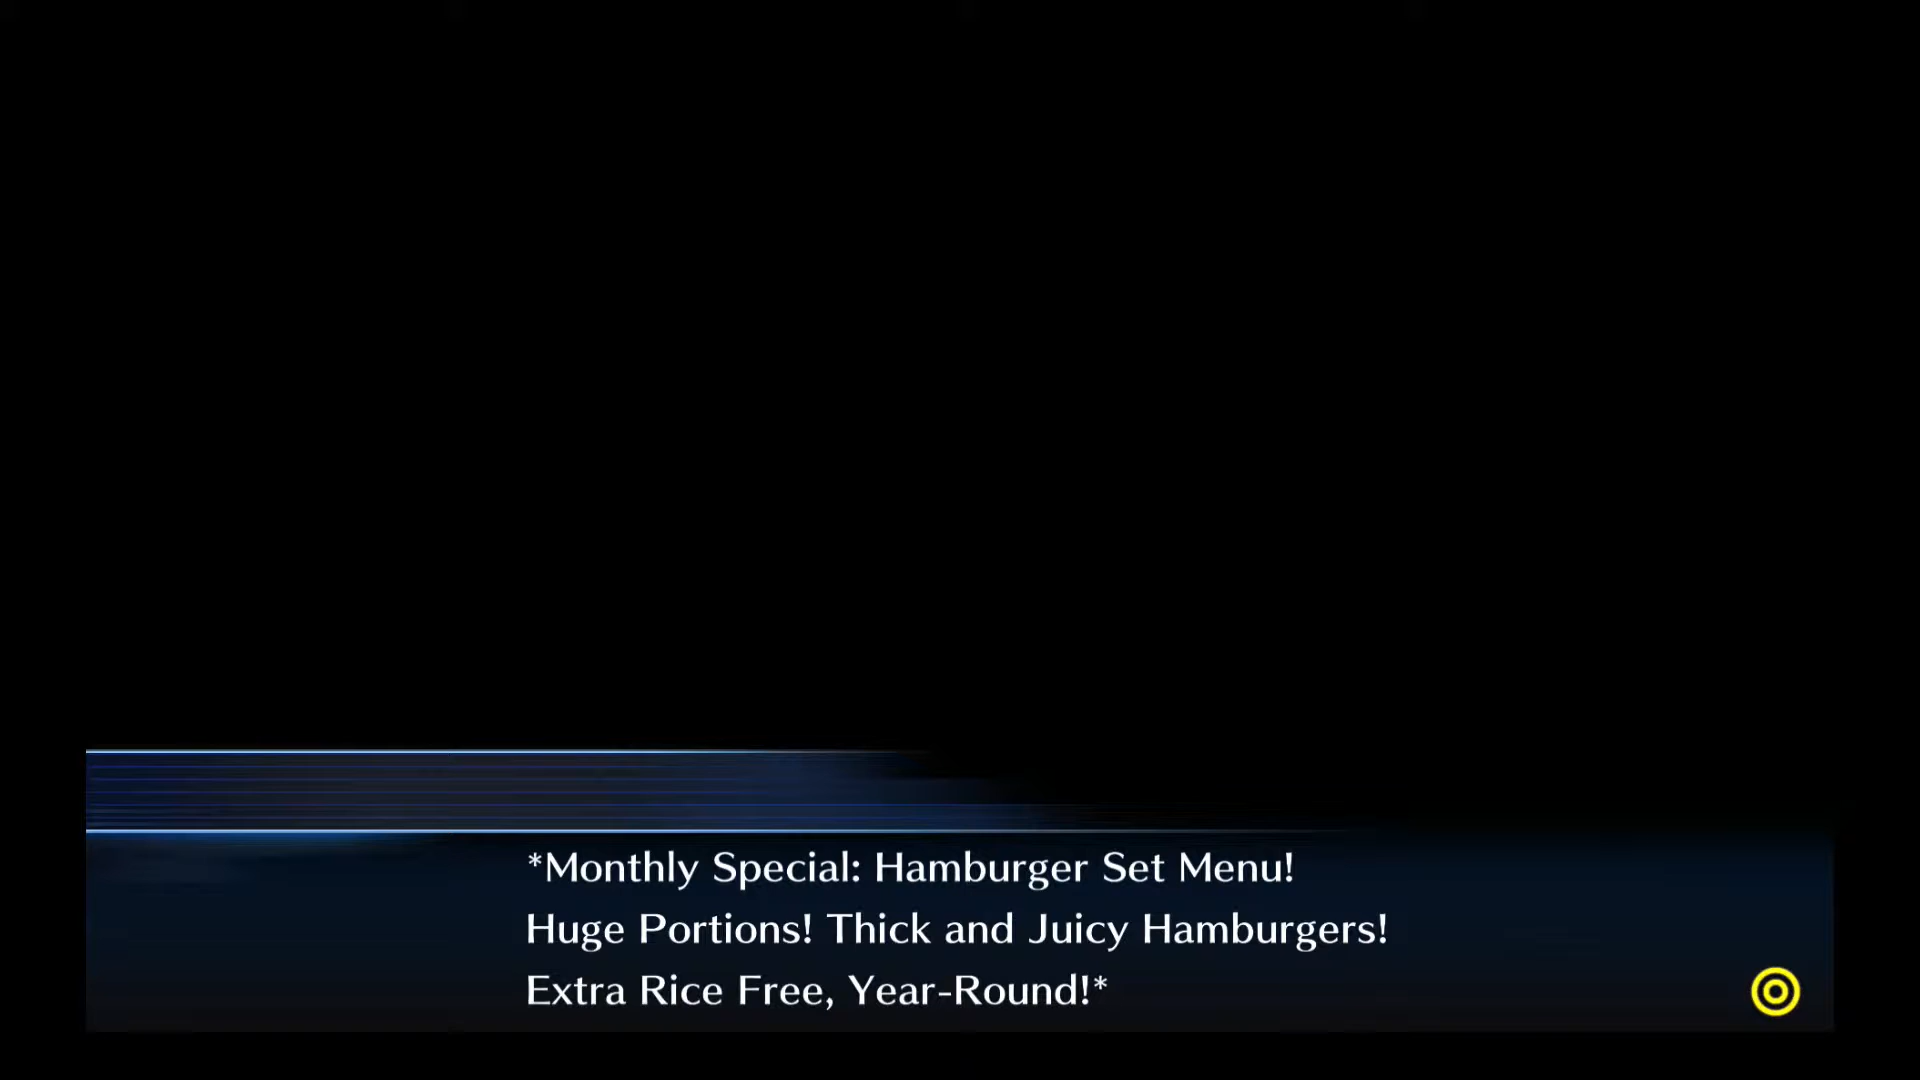 *Monthly Special: Hamburger Set Menu!
Huge Portions! Thick and Juicy Hamburgers!
Extra Rice Free, Year-Round!*